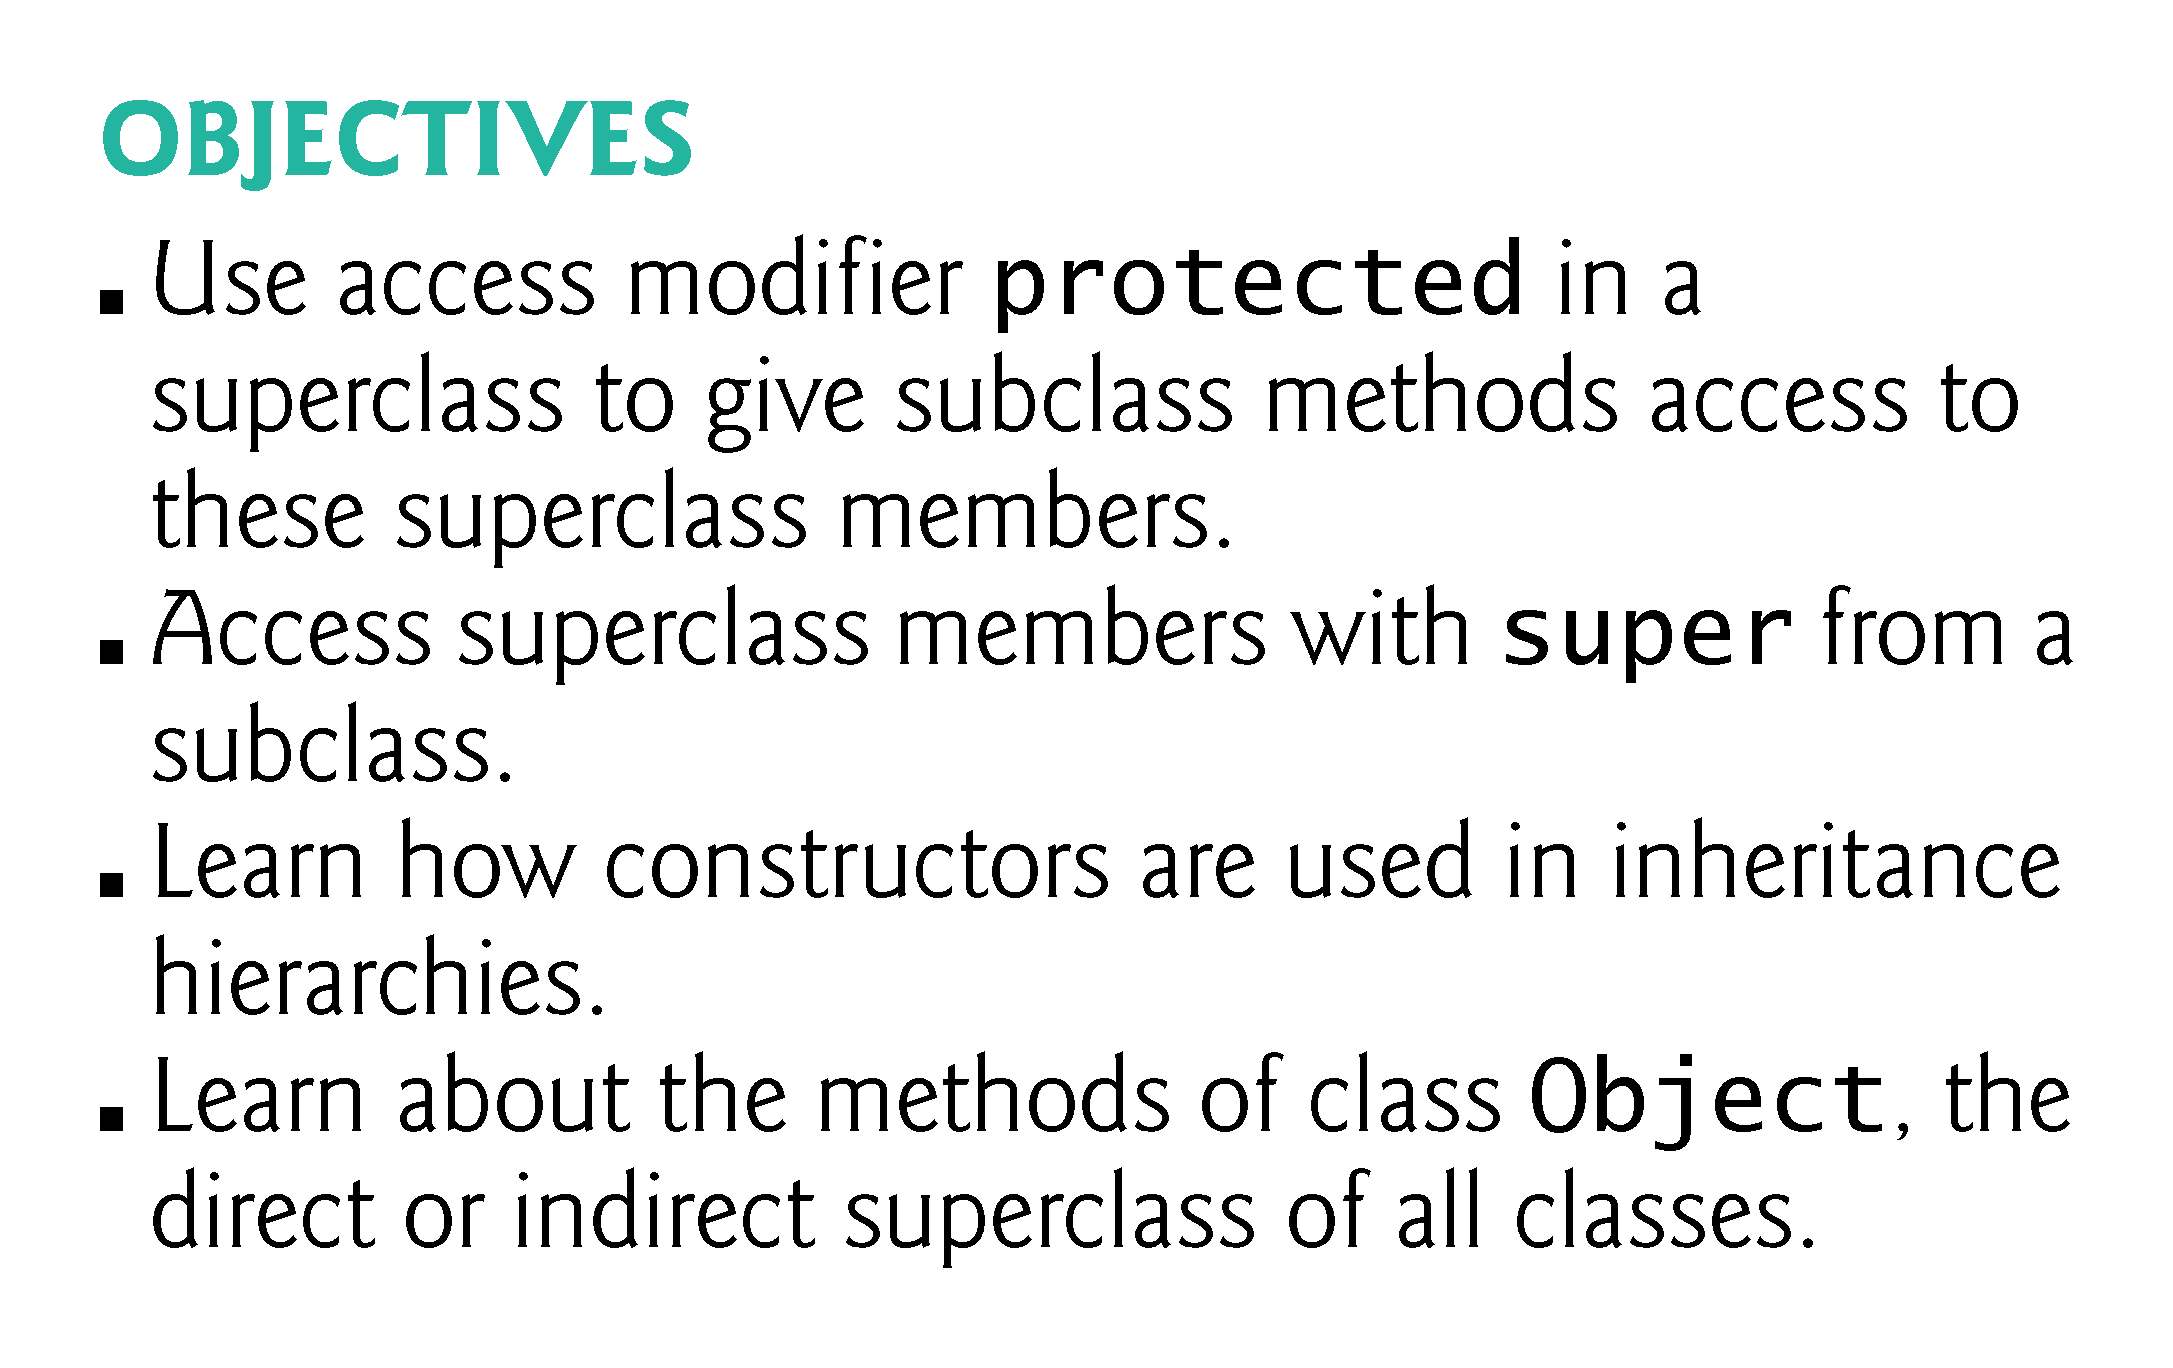 OBJECTIVES
▪ Use access modifier protected in a
superclass to give subclass methods access to
these superclass members.
▪ Access superclass members with super from a
subclass.
▪ Learn how constructors are used in inheritance
hierarchies.
▪ Learn about the methods of class Object, the
direct or indirect superclass of all classes.